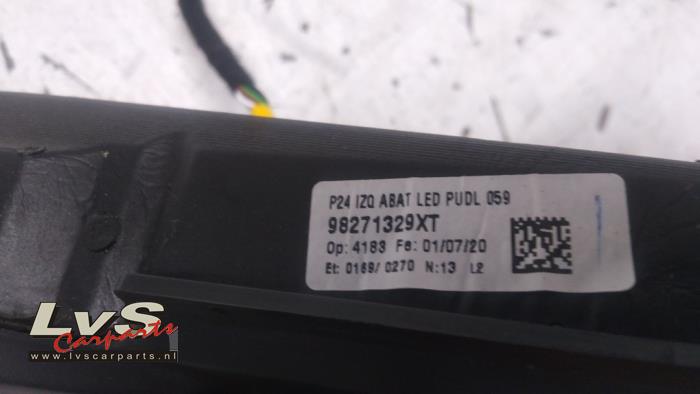 P24 IZQ ABAT LED PUDL 059
98271329XT
Op: 4183 Fe: 01/07/20
Et: 0169/ 0270 N:13 L2
LvS
Carparts
www.lvscarparts.nl